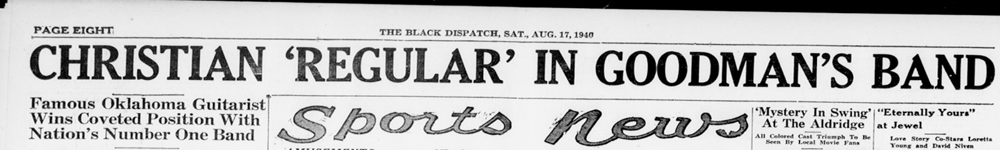 PAGE EIGHT
THE BLACK DISPATCH, SAT., AUG. 17, 1940
CHRISTIAN 'REGULAR' IN GOODMAN'S BAND
Famous Oklahoma Guitarist
Wins Coveted Position With
Nation's Number One Band
Sports News
'Mystery In Swing'
At The Aldridge
All Colored Cast Triumph To Be
Seen By Local Movie Fans
"Eternally Yours"
at Jewel
Love Story Co-Stars Loretta
Young and David Niven